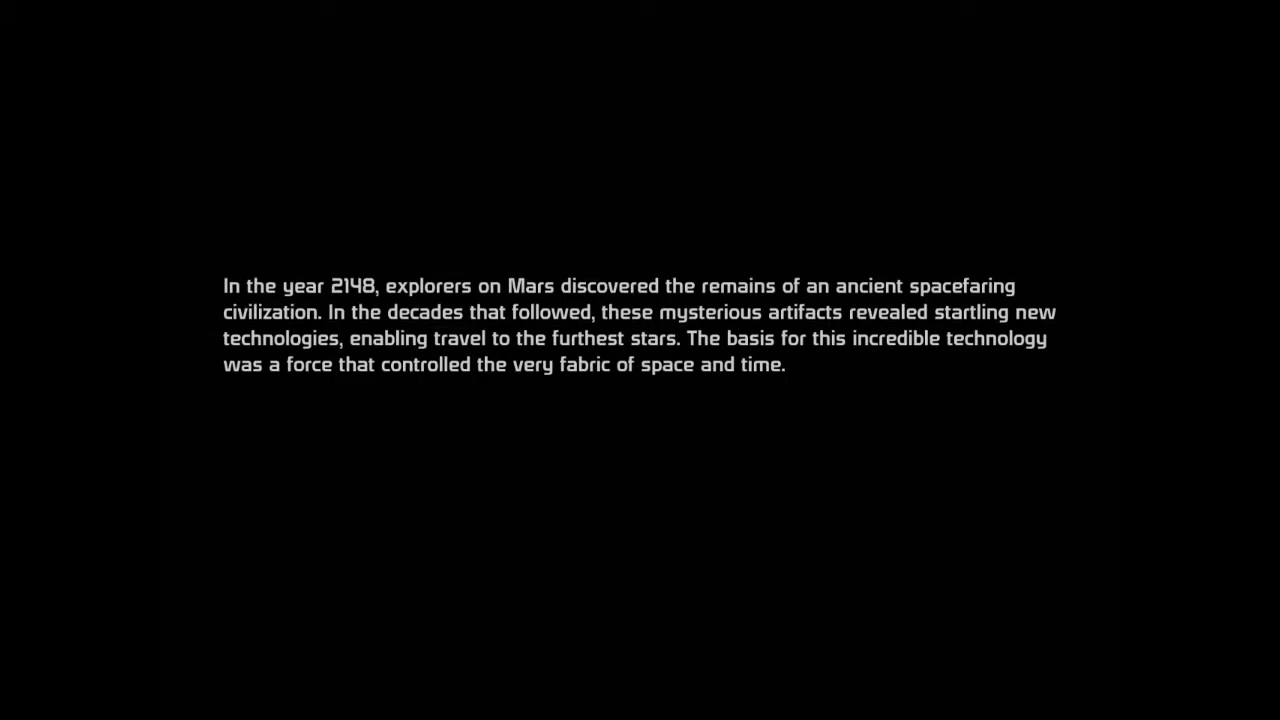 In the year 2148, explorers on Mars discovered the remains of an ancient spacefaring
civilization. In the decades that followed, these mysterious artifacts revealed startling new
technologies, enabling travel to the furthest stars. The basis for this incredible technology
was a force that controlled the very fabric of space and time.